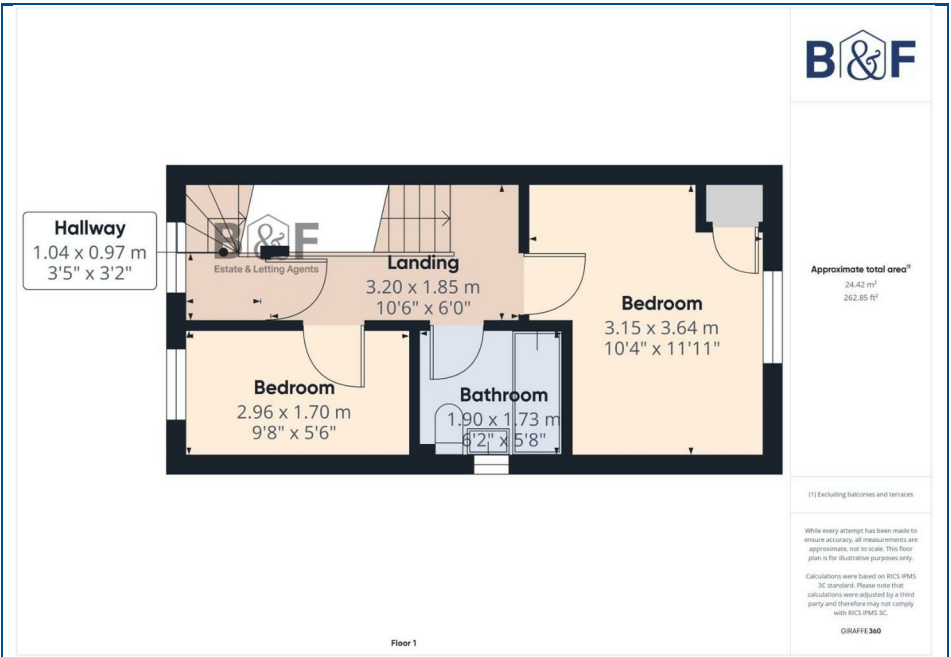 B&F
Hallway
1.04 x 0.97 m
3'5" x 3'2"
B&F
Estate & Letting Agents
Landing
3.20 x 1.85 m
10'6" x 6'0"
Bedroom
3.15 x 3.64 m
10'4" x 11'11"
Bedroom
2.96 x 1.70 m
9'8" x 5'6"
Bathroom
1.90 x 1.73 m
6'2" x 5'8"
Floor 1
Approximate total area(1)
24.42 m²
262.85 ft²
(1) Excluding balconies and terraces
While every attempt has been made to
ensure accuracy, all measurements are
approximate, not to scale. This floor
plan is for illustrative purposes only.
Calculations were based on RICS IPMS
3C standard. Please note that
calculations were adjusted by a third
party and therefore may not comply
with RICS IPMS 3C.
GIRAFFE360